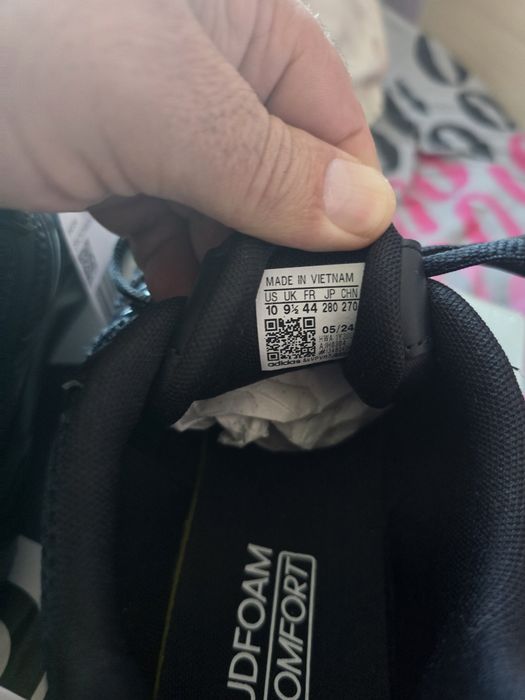 MADE IN VIETNAM
US UK FR JP CHN
10 9½ 44 280 270
05/24
adidas
UDFOAM
OMFORT